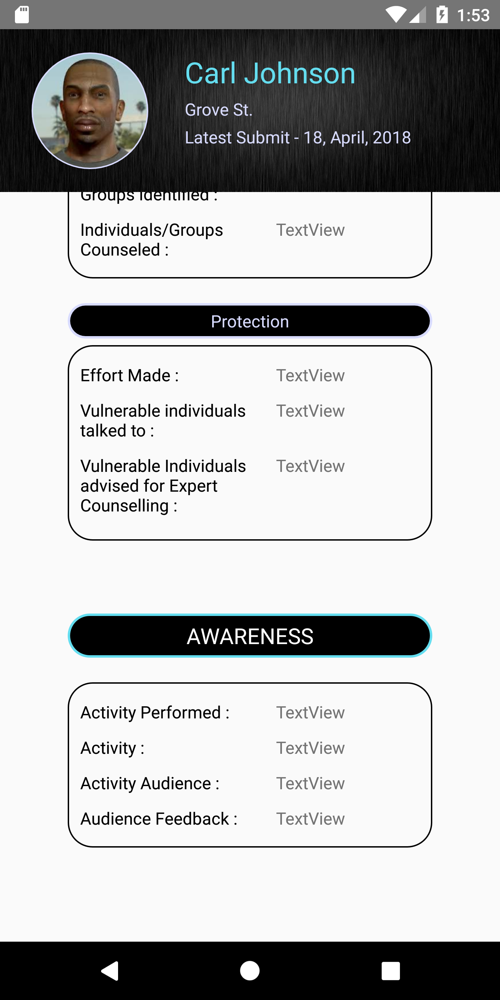 1:53
Carl Johnson
Grove St.
Latest Submit - 18, April, 2018
Groups Identified :
Individuals/Groups TextView
Counseled :
Protection
Effort Made : TextView
Vulnerable individuals TextView
talked to :
Vulnerable Individuals TextView
advised for Expert
Counselling :
AWARENESS
Activity Performed : TextView
Activity : TextView
Activity Audience : TextView
Audience Feedback : TextView